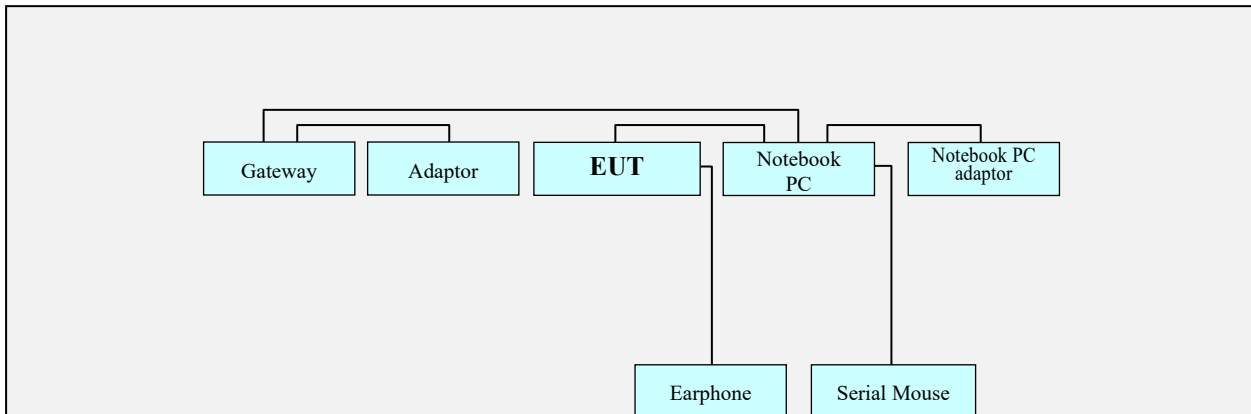 Gateway
Adaptor
EUT
Notebook
PC
Notebook PC
adaptor
Earphone
Serial Mouse